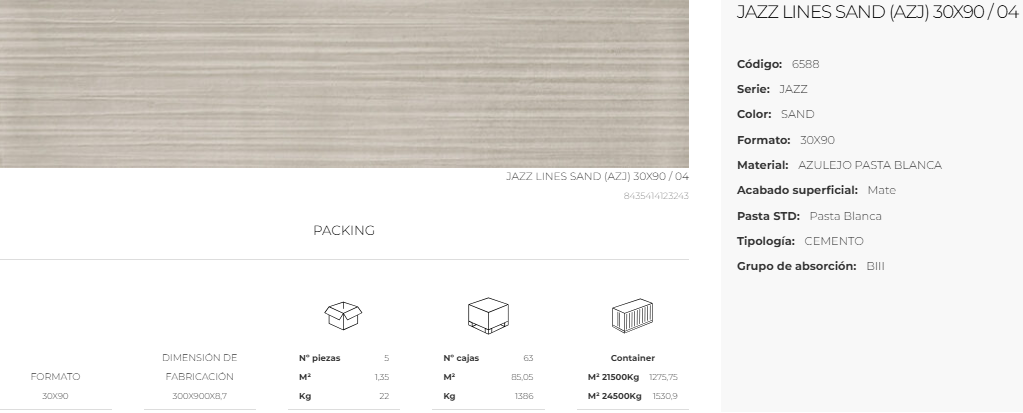 JAZZ LINES SAND (AZJ) 30X90 / 04
Código: 6588
Serie: JAZZ
Color: SAND
Formato: 30X90
Material: AZULEJO PASTA BLANCA
Acabado superficial: Mate
Pasta STD: Pasta Blanca
Tipología: CEMENTO
Grupo de absorción: BIII
JAZZ LINES SAND (AZJ) 30X90 / 04
8435414123243
PACKING
FORMATO
30X90
DIMENSIÓN DE
FABRICACIÓN
300X900X8,7
Nº piezas 5
M² 1,35
Kg 22
Nº cajas 63
M² 85,05
Kg 1386
Container
M² 21500Kg 1275,75
M² 24500Kg 1530,9